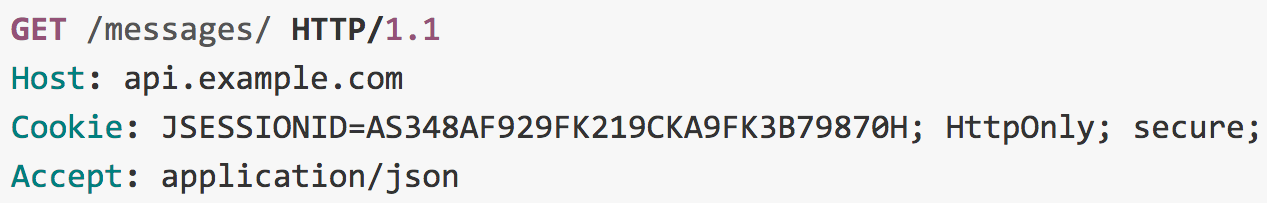 GET /messages/ HTTP/1.1
Host: api.example.com
Cookie: JSESSIONID=AS348AF929FK219CKA9FK3B79870H; HttpOnly; secure;
Accept: application/json